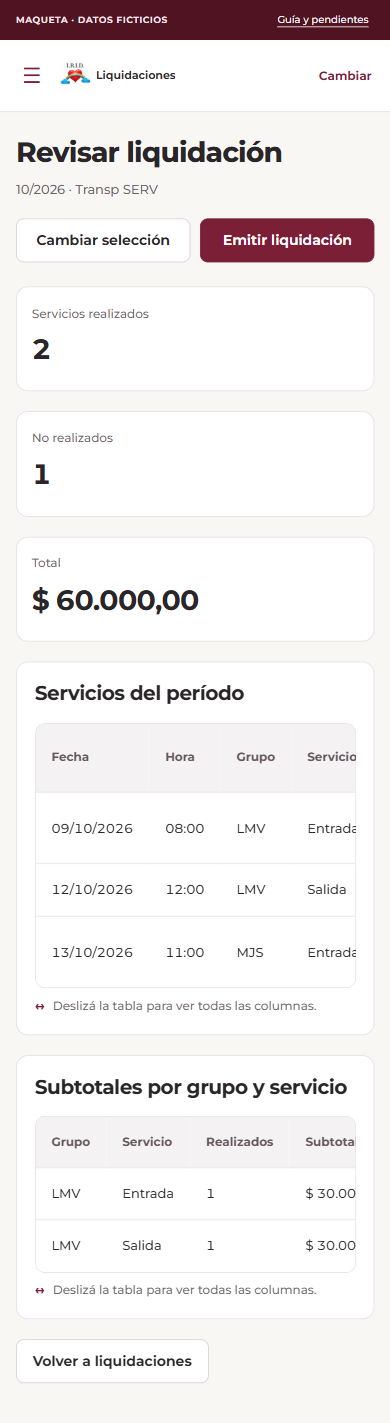 MAQUETA · DATOS FICTICIOS
Guía y pendientes
I.R.I.D.
Liquidaciones
Cambiar
Revisar liquidación
10/2026 · Transp SERV
Cambiar selección
Emitir liquidación
Servicios realizados
2
No realizados
1
Total
$ 60.000,00
Servicios del período
Fecha Hora Grupo Servicio
09/10/2026 08:00 LMV Entrada
12/10/2026 12:00 LMV Salida
13/10/2026 11:00 MJS Entrada
↔ Deslizá la tabla para ver todas las columnas.
Subtotales por grupo y servicio
Grupo Servicio Realizados Subtotal
LMV Entrada 1 $ 30.00
LMV Salida 1 $ 30.00
↔ Deslizá la tabla para ver todas las columnas.
Volver a liquidaciones